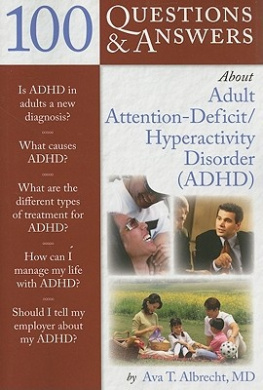 100
QUESTIONS
& ANSWERS
About
Adult
Attention-Deficit/
Hyperactivity
Disorder
(ADHD)
Is ADHD in
adults a new
diagnosis?
What causes
ADHD?
What are the
different types
of treatment for
ADHD?
How can I
manage my life
with ADHD?
Should I tell my
employer about
my ADHD?
by Ava T. Albrecht, MD